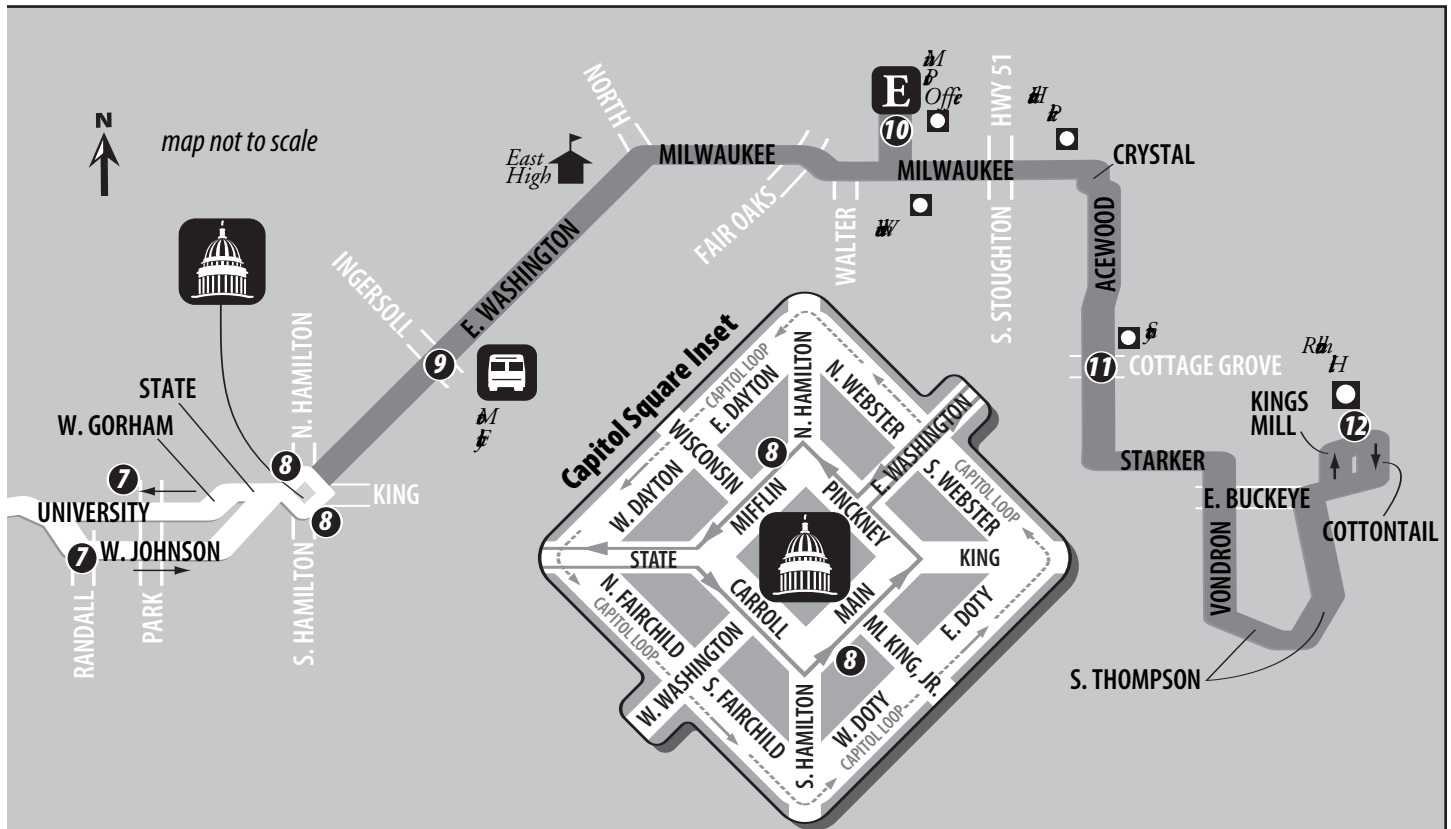 N
map not to scale
NORTH
East
High
E
10
HWY 51
MILWAUKEE
MILWAUKEE
CRYSTAL
FAIR OAKS
WALTER
S. STOUGHTON
ACEWOOD
INGERSOLL
E. WASHINGTON
9
11
COTTAGE GROVE
KINGS
MILL
12
STARKER
E. BUCKEYE
COTTONTAIL
VONDRON
S. THOMPSON
STATE
W. GORHAM
N. HAMILTON
8
7
UNIVERSITY
KING
8
7
W. JOHNSON
RANDALL
PARK
S. HAMILTON
Capitol Square Inset
CAPITOL LOOP
E. DAYTON
N. HAMILTON
N. WEBSTER
WISCONSIN
8
E. WASHINGTON
W. DAYTON
MIFFLIN
PINCKNEY
S. WEBSTER
CAPITOL LOOP
STATE
KING
N. FAIRCHILD
CAPITOL LOOP
CARROLL
MAIN
E. DOTY
ML KING, JR.
8
W. WASHINGTON
S. FAIRCHILD
S. HAMILTON
W. DOTY
CAPITOL LOOP